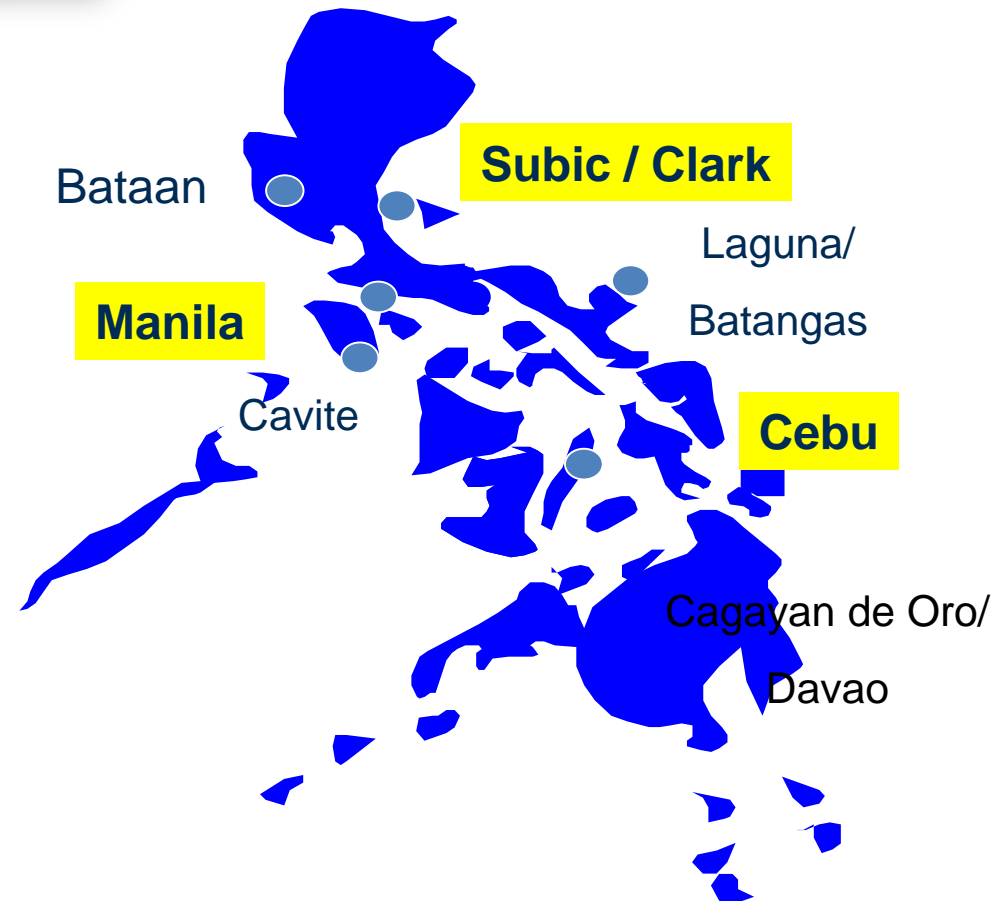 Subic / Clark
Bataan
Laguna/
Batangas
Manila
Cavite
Cebu
Cagayan de Oro/
Davao